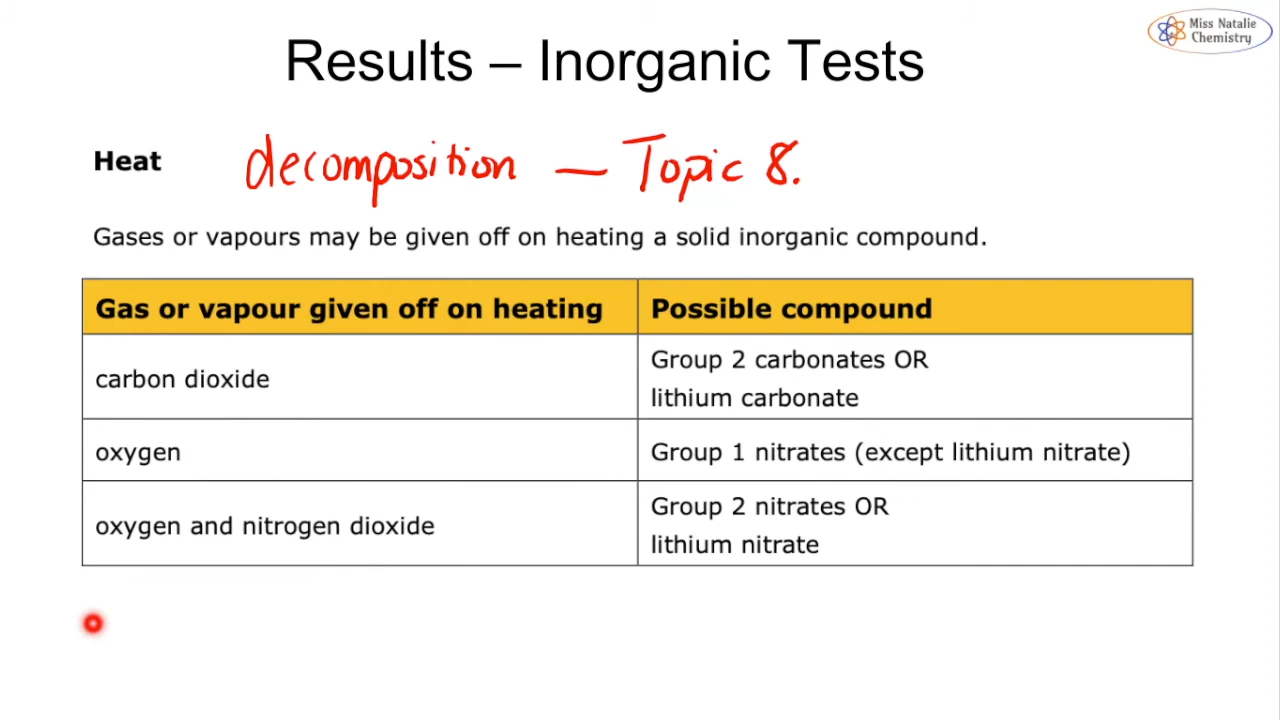 Miss Natalie
Chemistry
Results – Inorganic Tests
Heat decomposition — Topic 8.
Gases or vapours may be given off on heating a solid inorganic compound.
Gas or vapour given off on heating Possible compound
carbon dioxide Group 2 carbonates OR
lithium carbonate
oxygen Group 1 nitrates (except lithium nitrate)
oxygen and nitrogen dioxide Group 2 nitrates OR
lithium nitrate